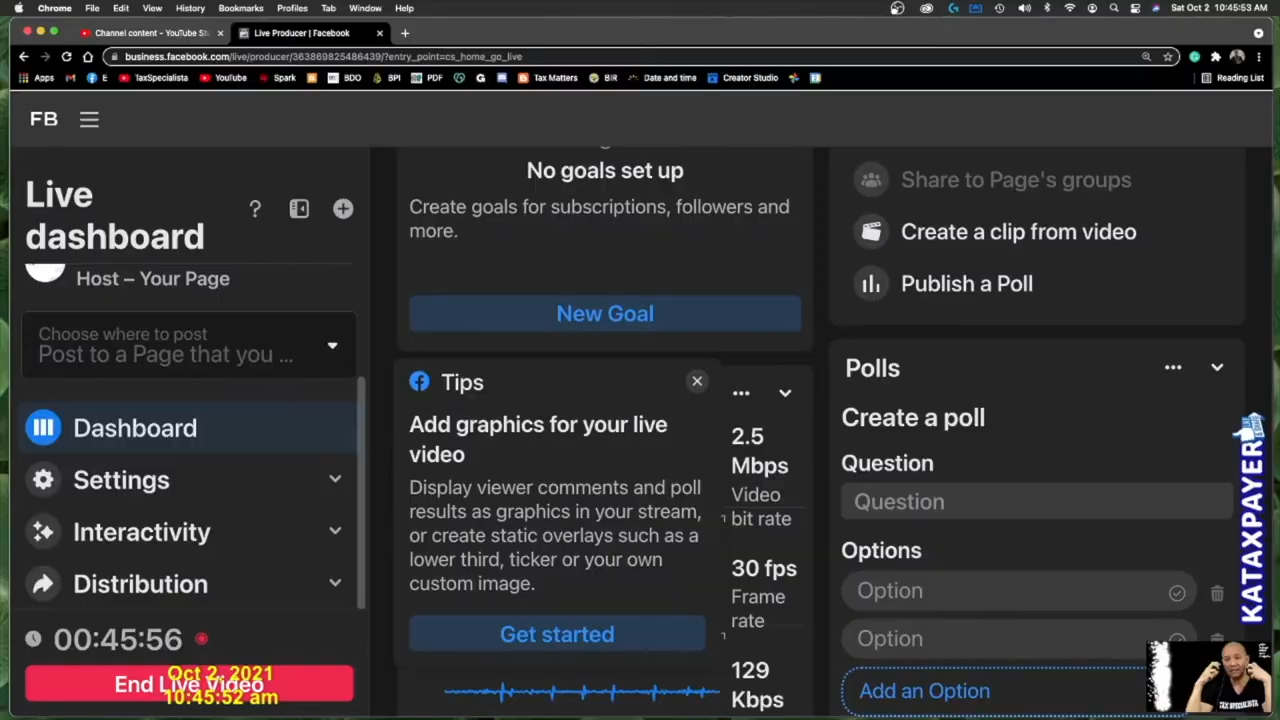 Chrome File Edit View History Bookmarks Profiles Tab Window Help
Sat Oct 2 10:45:53 AM
Channel content - YouTube St
Live Producer | Facebook
business.facebook.com/live/producer/363869825486439/?entry_point=cs_home_go_live
Apps E TaxSpecialista YouTube Spark BDO BPI PDF G Tax Matters BIR Date and time Creator Studio Reading List
FB
Live
dashboard
Host – Your Page
Choose where to post
Post to a Page that you ...
Dashboard
Settings
Interactivity
Distribution
00:45:56
End Live Video
Oct 2, 2021
10:45:52 am
No goals set up
Create goals for subscriptions, followers and
more.
New Goal
Tips
Add graphics for your live
video
Display viewer comments and poll
results as graphics in your stream,
or create static overlays such as a
lower third, ticker or your own
custom image.
Get started
2.5
Mbps
Video
bit rate
30 fps
Frame
rate
129
Kbps
Share to Page's groups
Create a clip from video
Publish a Poll
Polls
Create a poll
Question
Question
Options
Option
Option
Add an Option
KATAXPAYER
TAX SPECIALISTA